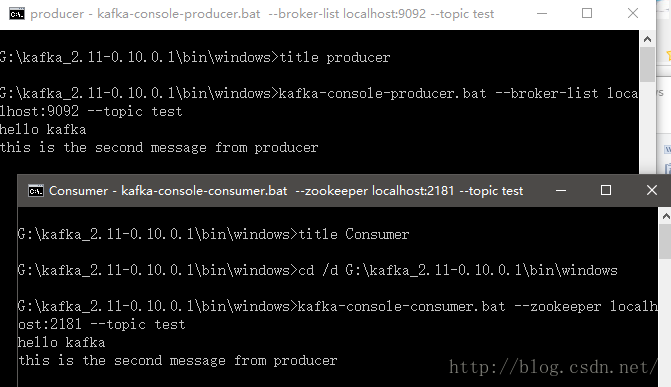 producer - kafka-console-producer.bat  --broker-list localhost:9092 --topic test
G:\kafka_2.11-0.10.0.1\bin\windows>title producer
G:\kafka_2.11-0.10.0.1\bin\windows>kafka-console-producer.bat --broker-list loca
lhost:9092 --topic test
hello kafka
this is the second message from producer
Consumer - kafka-console-consumer.bat  --zookeeper localhost:2181 --topic test
G:\kafka_2.11-0.10.0.1\bin\windows>title Consumer
G:\kafka_2.11-0.10.0.1\bin\windows>cd /d G:\kafka_2.11-0.10.0.1\bin\windows
G:\kafka_2.11-0.10.0.1\bin\windows>kafka-console-consumer.bat --zookeeper localh
ost:2181 --topic test
hello kafka
this is the second message from producer
http://blog.csdn.net/